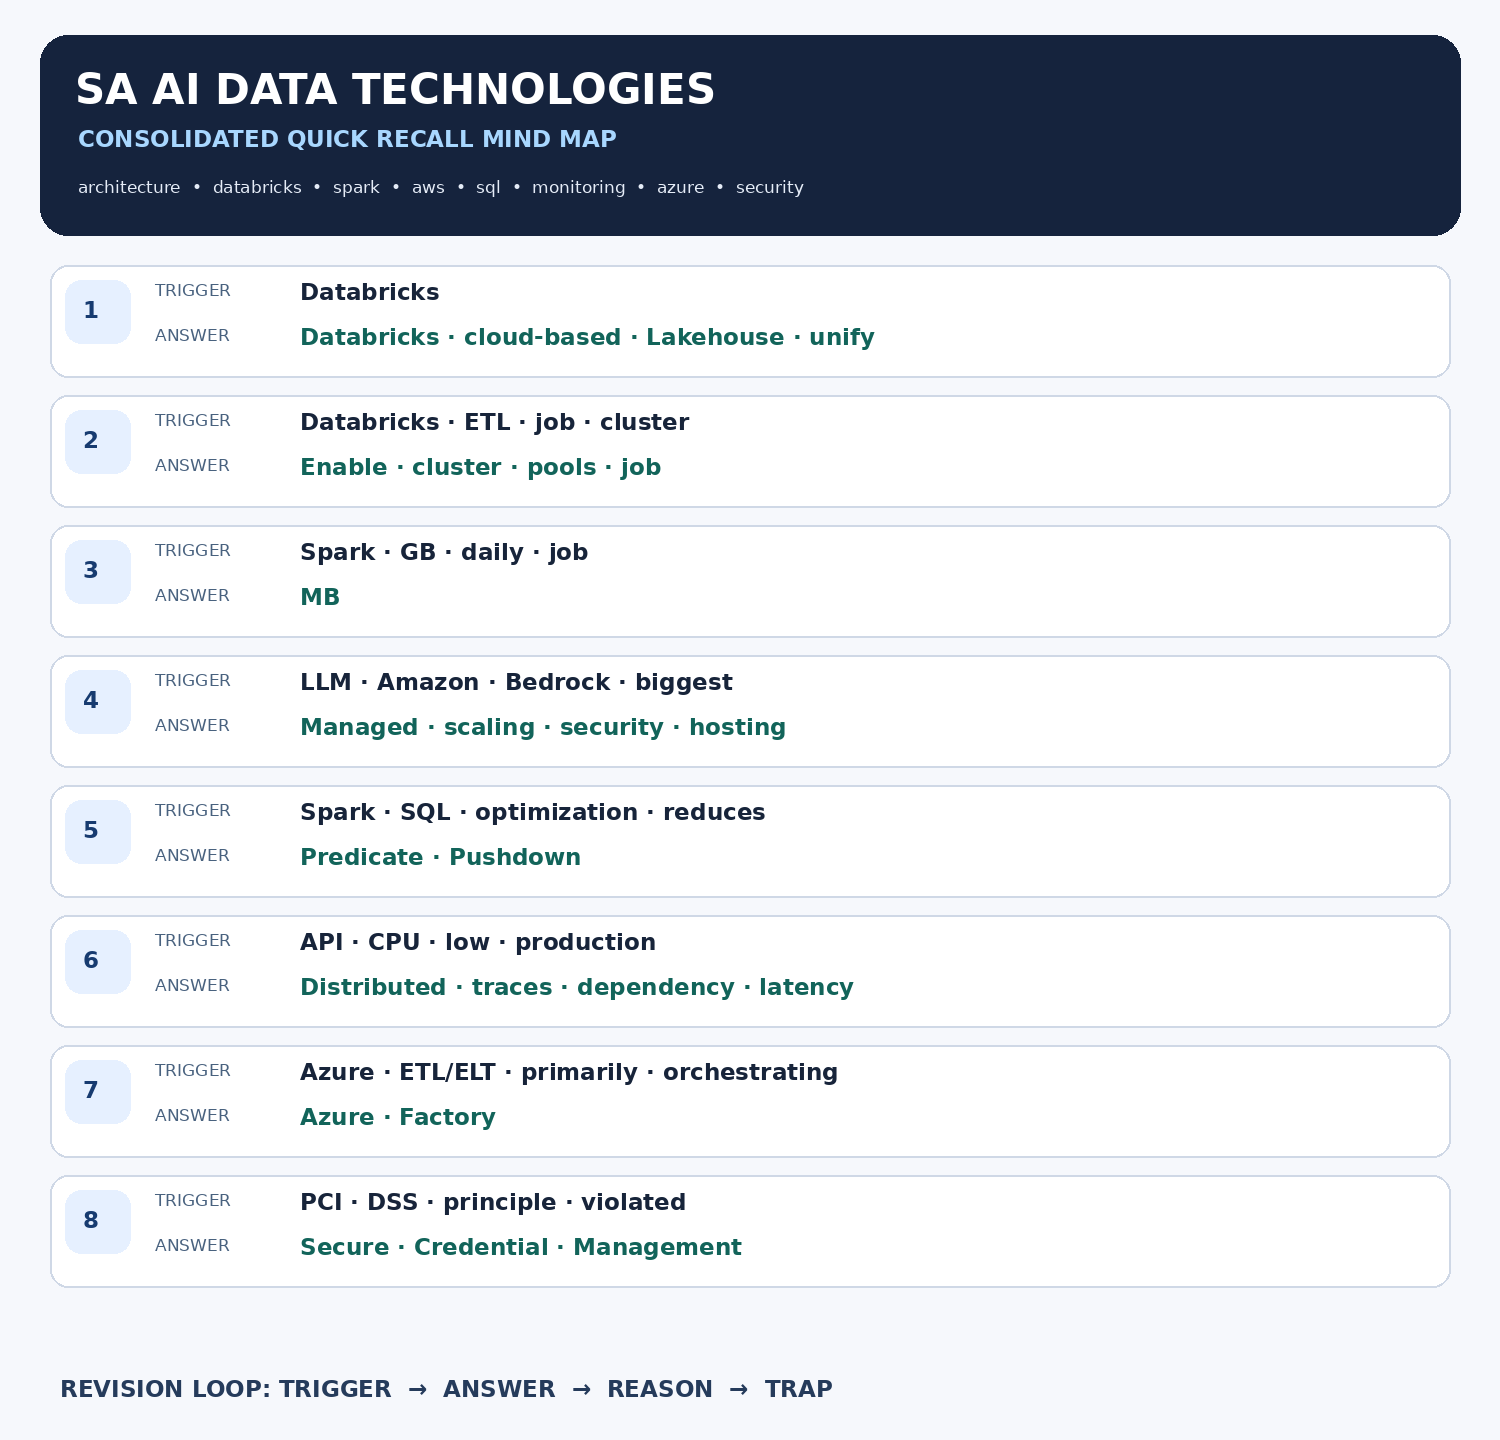 SA AI DATA TECHNOLOGIES
CONSOLIDATED QUICK RECALL MIND MAP
architecture • databricks • spark • aws • sql • monitoring • azure • security
1
TRIGGER Databricks
ANSWER Databricks · cloud-based · Lakehouse · unify
2
TRIGGER Databricks · ETL · job · cluster
ANSWER Enable · cluster · pools · job
3
TRIGGER Spark · GB · daily · job
ANSWER MB
4
TRIGGER LLM · Amazon · Bedrock · biggest
ANSWER Managed · scaling · security · hosting
5
TRIGGER Spark · SQL · optimization · reduces
ANSWER Predicate · Pushdown
6
TRIGGER API · CPU · low · production
ANSWER Distributed · traces · dependency · latency
7
TRIGGER Azure · ETL/ELT · primarily · orchestrating
ANSWER Azure · Factory
8
TRIGGER PCI · DSS · principle · violated
ANSWER Secure · Credential · Management
REVISION LOOP: TRIGGER → ANSWER → REASON → TRAP